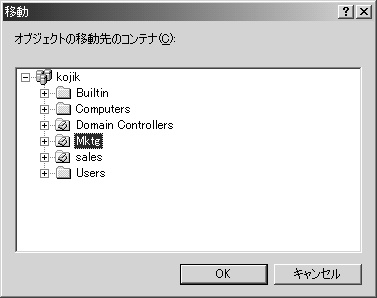 移動
オブジェクトの移動先のコンテナ(C):
kojik
Builtin
Computers
Domain Controllers
Mktg
sales
Users
OK
キャンセル